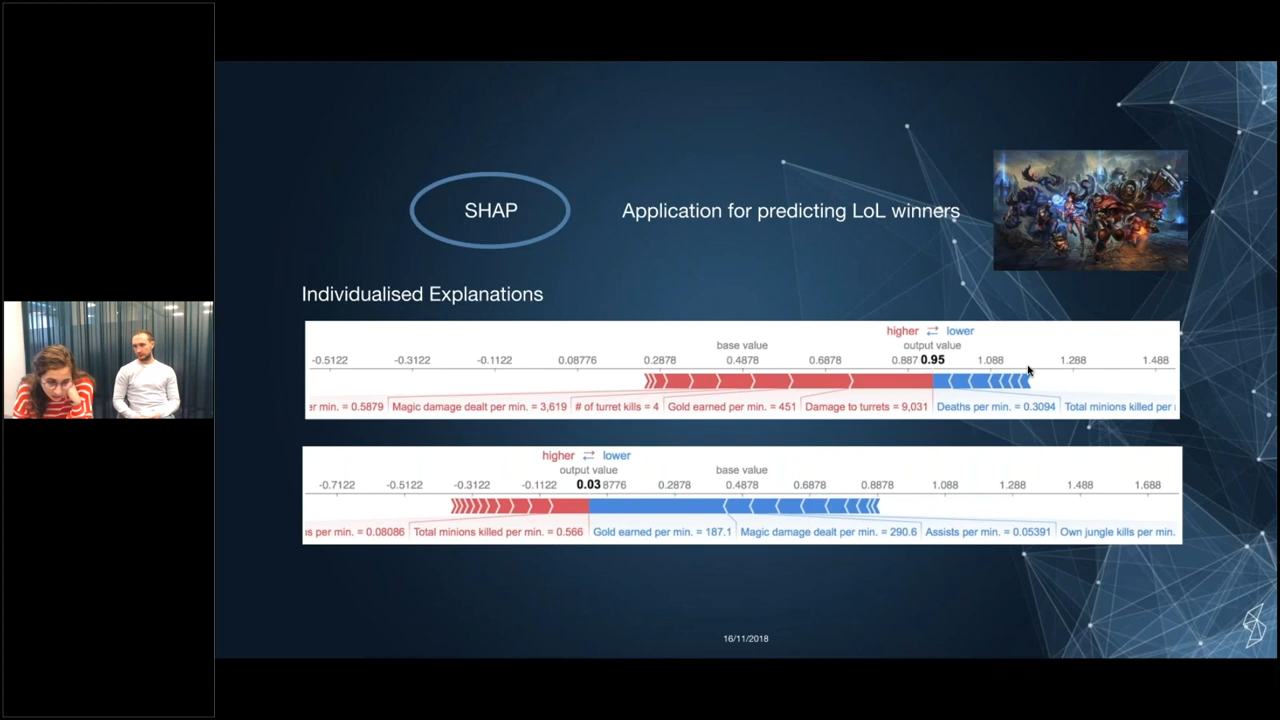 SHAP
Application for predicting LoL winners
Individualised Explanations
higher ⇄ lower
base value output value
-0.5122 -0.3122 -0.1122 0.08776 0.2878 0.4878 0.6878 0.887 0.95 1.088 1.288 1.488
er min. = 0.5879 Magic damage dealt per min. = 3,619 # of turret kills = 4 Gold earned per min. = 451 Damage to turrets = 9,031 Deaths per min. = 0.3094 Total minions killed per
higher ⇄ lower
output value base value
-0.7122 -0.5122 -0.3122 -0.1122 0.03 8776 0.2878 0.4878 0.6878 0.8878 1.088 1.288 1.488 1.688
s per min. = 0.08086 Total minions killed per min. = 0.566 Gold earned per min. = 187.1 Magic damage dealt per min. = 290.6 Assists per min. = 0.05391 Own jungle kills per min.
16/11/2018